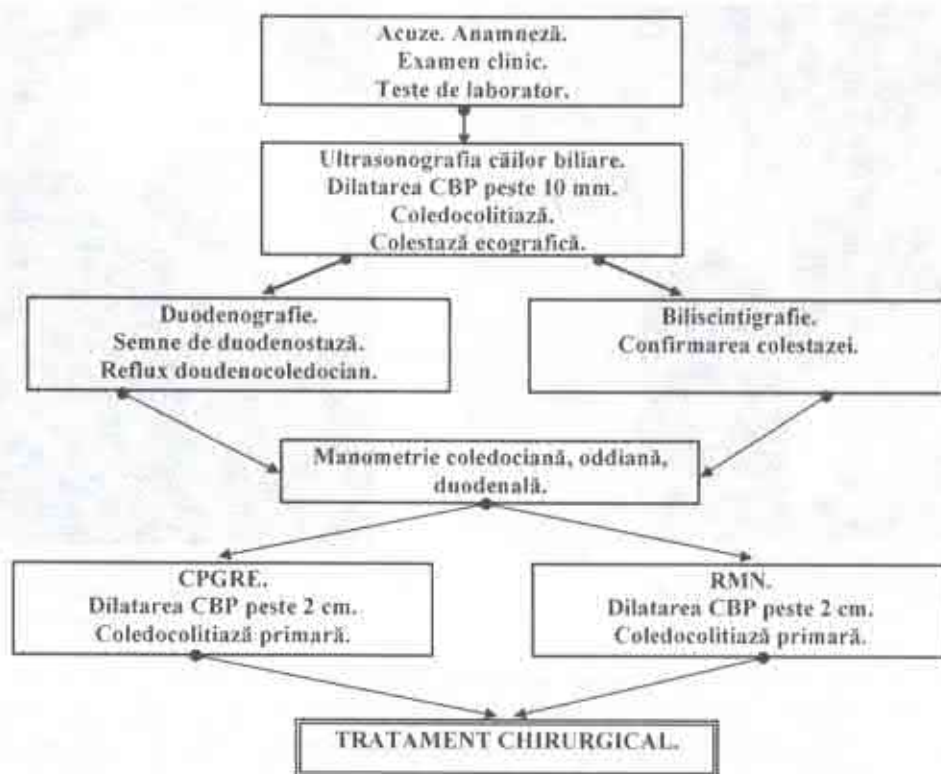 Acuze. Anamneză.
Examen clinic.
Teste de laborator.
Ultrasonografia căilor biliare.
Dilatarea CBP peste 10 mm.
Coledocolitiază.
Colestază ecografică.
Duodenografie.
Semne de duodenostază.
Reflux doudenocoledocian.
Biliscintigrafie.
Confirmarea colestazei.
Manometrie coledociană, oddiană,
duodenală.
CPGRE.
Dilatarea CBP peste 2 cm.
Coledocolitiază primară.
RMN.
Dilatarea CBP peste 2 cm.
Coledocolitiază primară.
TRATAMENT CHIRURGICAL.